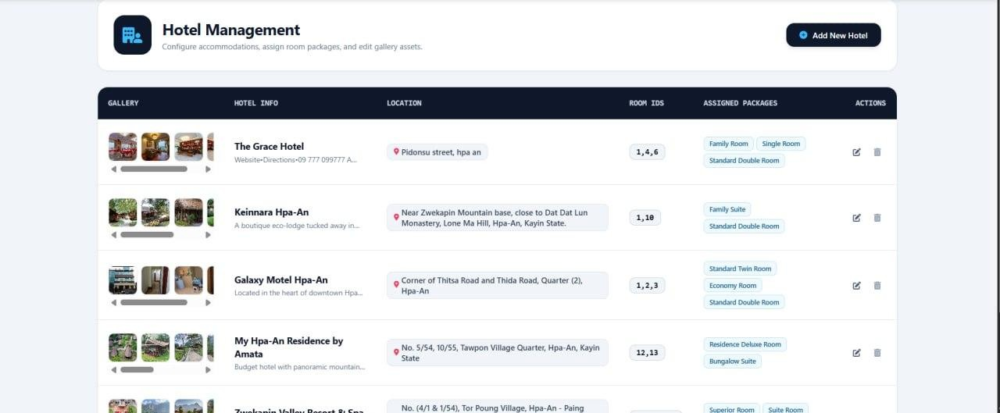 Hotel Management
Configure accommodations, assign room packages, and edit gallery assets.
Add New Hotel
GALLERY HOTEL INFO LOCATION ROOM IDS ASSIGNED PACKAGES ACTIONS
The Grace Hotel
Website•Directions•09 777 099777 A...
Pidonsu street, hpa an
1,4,6
Family Room Single Room
Standard Double Room
Keinnara Hpa-An
A boutique eco-lodge tucked away in...
Near Zwekapin Mountain base, close to Dat Dat Lun
Monastery, Lone Ma Hill, Hpa-An, Kayin State.
1,10
Family Suite
Standard Double Room
Galaxy Motel Hpa-An
Located in the heart of downtown Hpa...
Corner of Thitsa Road and Thida Road, Quarter (2),
Hpa-An
1,2,3
Standard Twin Room
Economy Room
Standard Double Room
My Hpa-An Residence by
Amata
Budget hotel with panoramic mountain...
No. 5/54, 10/55, Tawpon Village Quarter, Hpa-An, Kayin
State
12,13
Residence Deluxe Room
Bungalow Suite
Zwekapin Valley Resort & Spa
No. (4/1 & 1/54), Tor Poung Village, Hpa-An - Paing
Superior Room Suite Room